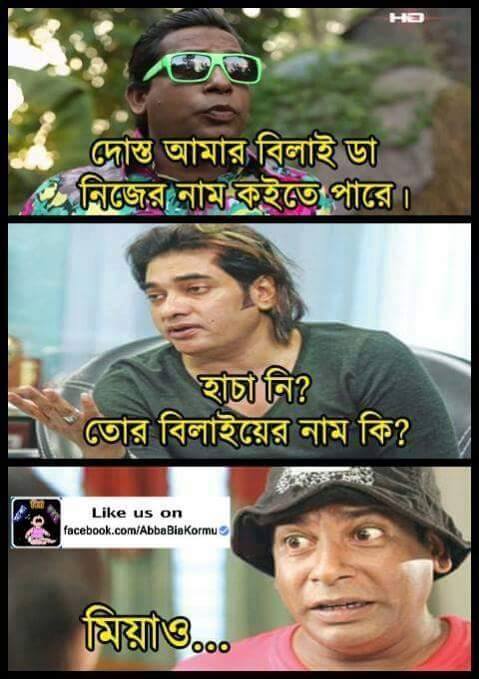 HD
দোস্ত আমার বিলাই ডা
নিজের নাম কইতে পারে।
হাচা নি?
তোর বিলাইয়ের নাম কি?
Like us on
facebook.com/AbbaBiaKormu
মিয়াও...